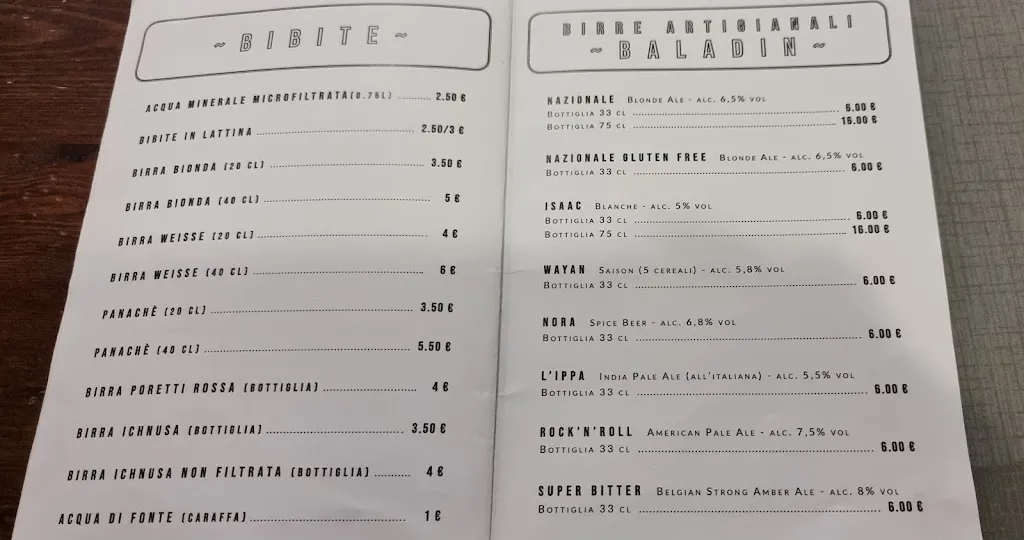 ~ BIBITE ~
ACQUA MINERALE MICROFILTRATA(0.75L) .......... 2.50 €
BIBITE IN LATTINA .......... 2.50/3 €
BIRRA BIONDA (20 CL) .......... 3.50 €
BIRRA BIONDA (40 CL) .......... 5 €
BIRRA WEISSE (20 CL) .......... 4 €
BIRRA WEISSE (40 CL) .......... 6 €
PANACHÈ (20 CL) .......... 3.50 €
PANACHÈ (40 CL) .......... 5.50 €
BIRRA PORETTI ROSSA (BOTTIGLIA) .......... 4 €
BIRRA ICHNUSA (BOTTIGLIA) .......... 3.50 €
BIRRA ICHNUSA NON FILTRATA (BOTTIGLIA) .......... 4 €
ACQUA DI FONTE (CARAFFA) .......... 1 €
BIRRE ARTIGIANALI
~ BALADIN ~
NAZIONALE BLONDE ALE - ALC. 6,5% VOL
BOTTIGLIA 33 CL .......... 6.00 €
BOTTIGLIA 75 CL .......... 16.00 €
NAZIONALE GLUTEN FREE BLONDE ALE - ALC. 6,5% VOL
BOTTIGLIA 33 CL .......... 6.00 €
ISAAC BLANCHE - ALC. 5% VOL
BOTTIGLIA 33 CL .......... 6.00 €
BOTTIGLIA 75 CL .......... 16.00 €
WAYAN SAISON (5 CEREALI) - ALC. 5,8% VOL
BOTTIGLIA 33 CL .......... 6.00 €
NORA SPICE BEER - ALC. 6,8% VOL
BOTTIGLIA 33 CL .......... 6.00 €
L'IPPA INDIA PALE ALE (ALL'ITALIANA) - ALC. 5,5% VOL
BOTTIGLIA 33 CL .......... 6.00 €
ROCK'N'ROLL AMERICAN PALE ALE - ALC. 7,5% VOL
BOTTIGLIA 33 CL .......... 6.00 €
SUPER BITTER BELGIAN STRONG AMBER ALE - ALC. 8% VOL
BOTTIGLIA 33 CL .......... 6.00 €